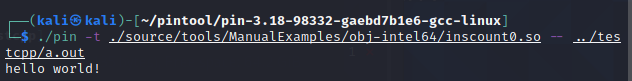 ┌──(kali㉿kali)-[~/pintool/pin-3.18-98332-gaebd7b1e6-gcc-linux]
└─$ ./pin -t ./source/tools/ManualExamples/obj-intel64/inscount0.so -- ../tes
tcpp/a.out
hello world!